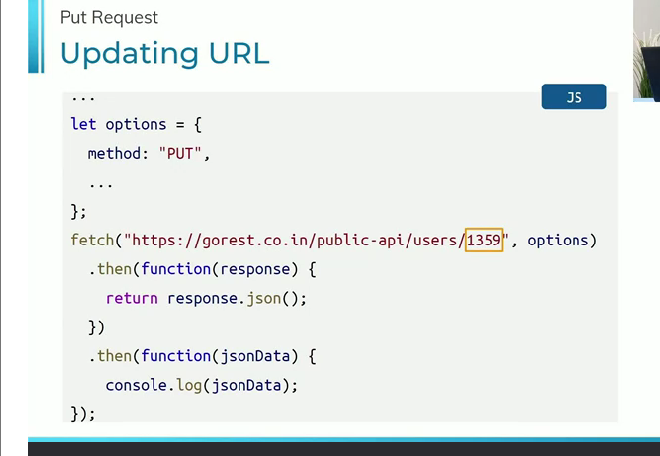 Put Request
Updating URL
JS
...
let options = {
  method: "PUT",
  ...
};
fetch("https://gorest.co.in/public-api/users/1359", options)
  .then(function(response) {
    return response.json();
  })
  .then(function(jsonData) {
    console.log(jsonData);
});